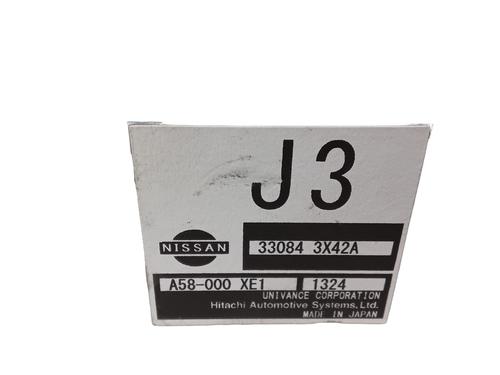 J3
NISSAN
33084 3X42A
A58-000 XE1 1324
UNIVANCE CORPORATION
Hitachi Automotive Systems, Ltd.
MADE IN JAPAN